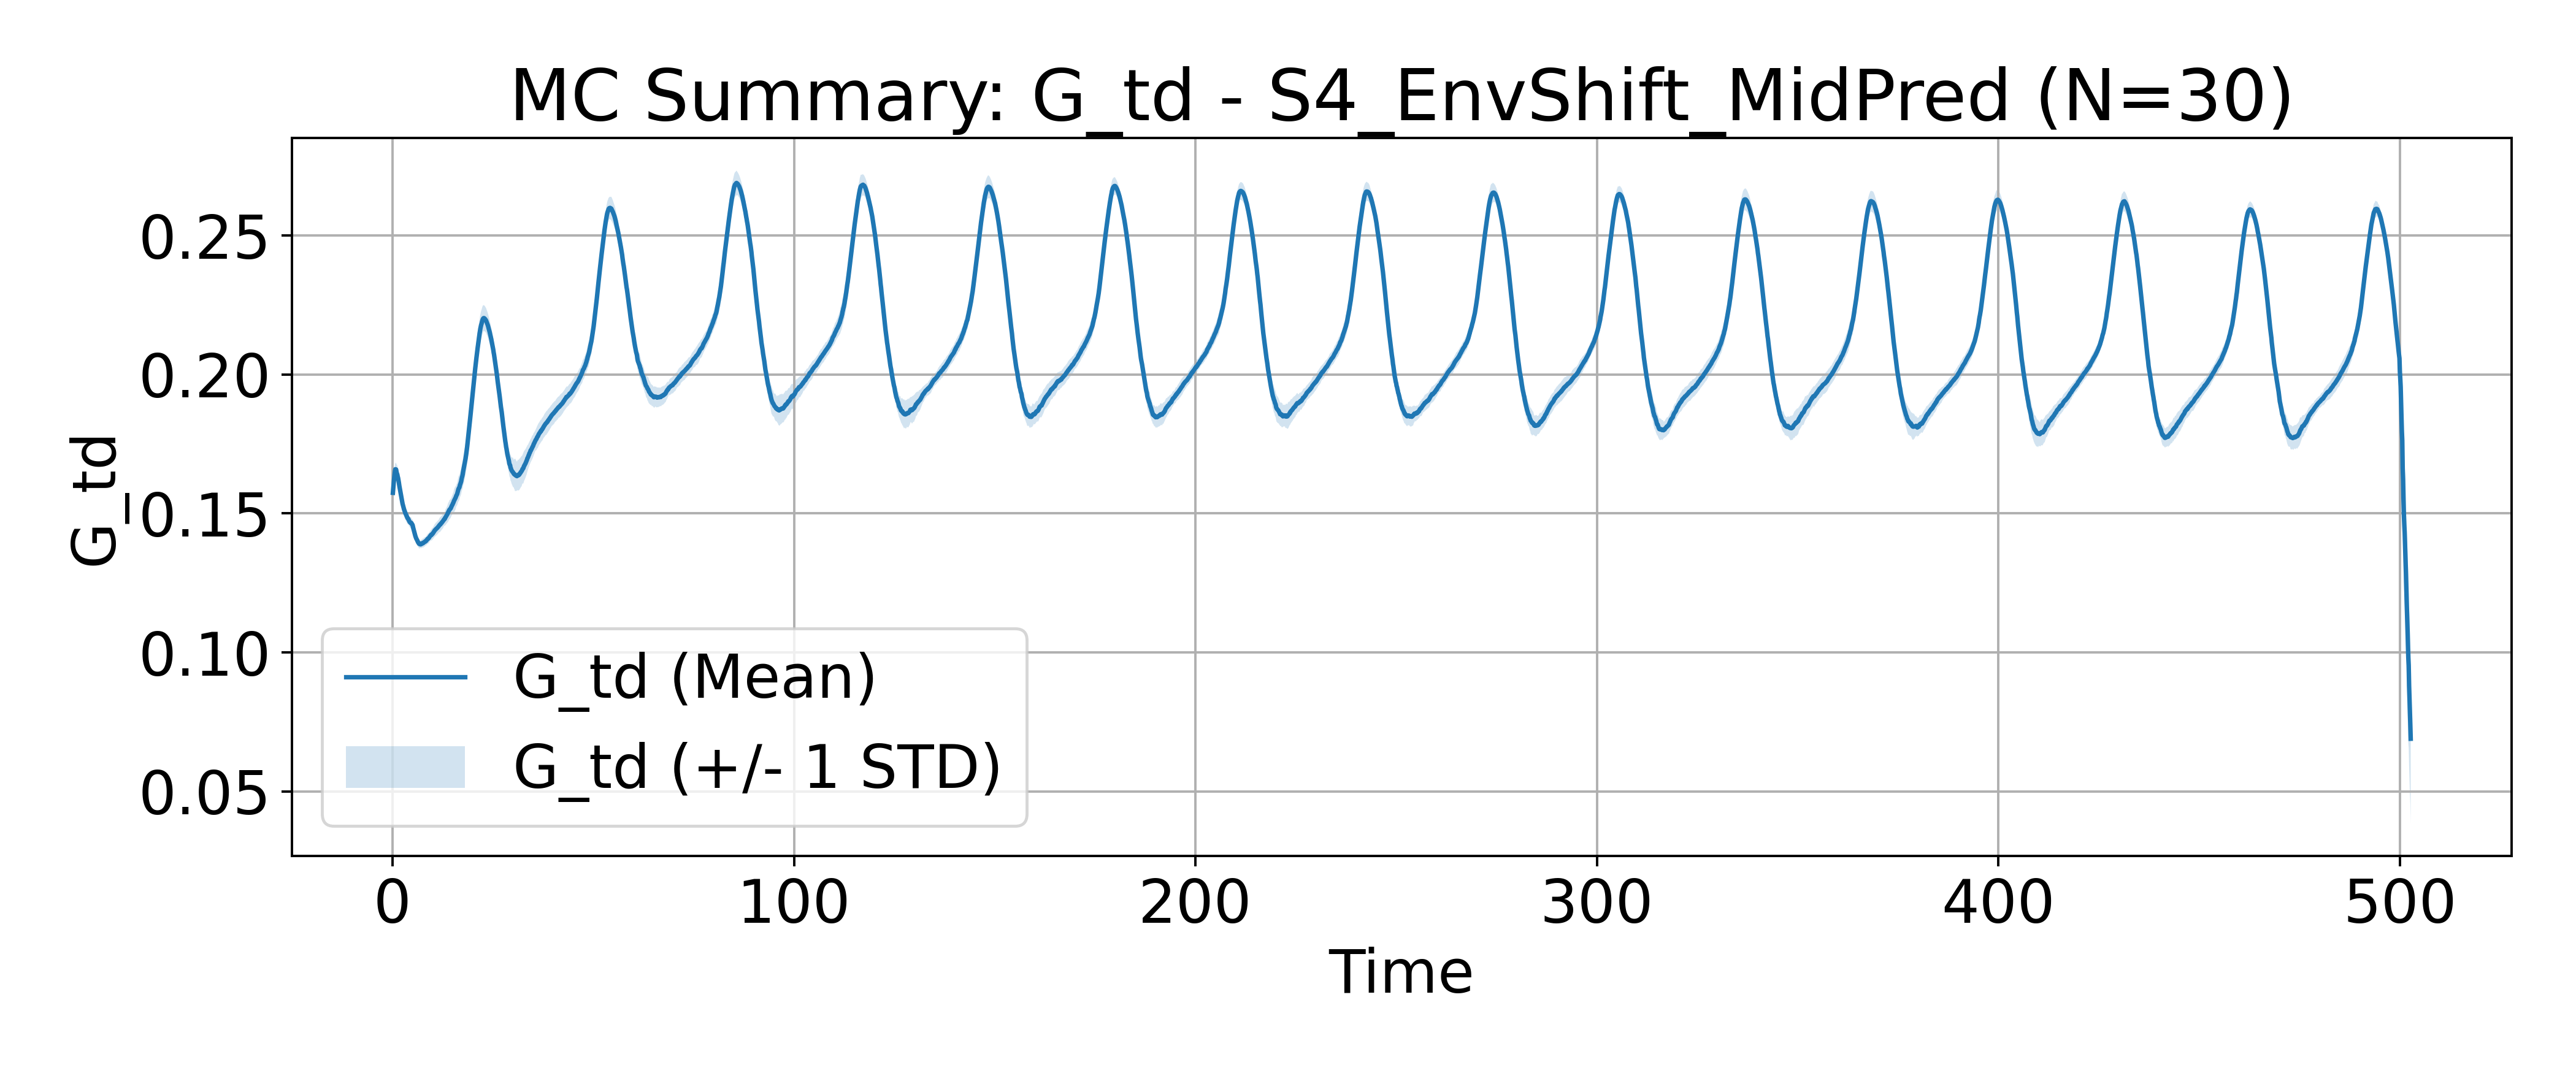 MC Summary: G_td - S4_EnvShift_MidPred (N=30)
G_td
0.25
0.20
0.15
0.10
0.05
G_td (Mean)
G_td (+/- 1 STD)
0 100 200 300 400 500
Time